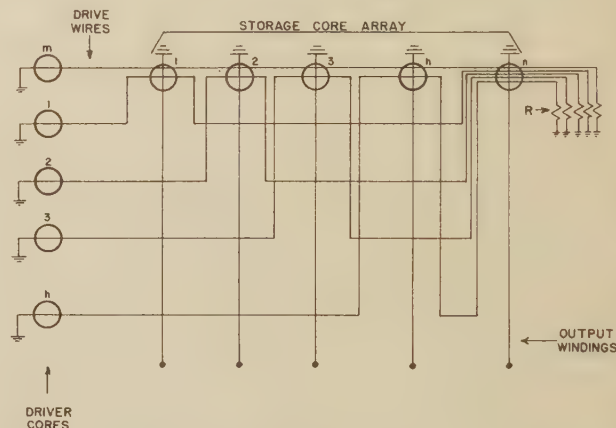 DRIVE
WIRES
STORAGE CORE ARRAY
m
1 2 3 h n
1
R
2
3
h
OUTPUT
WINDINGS
DRIVER
CORES